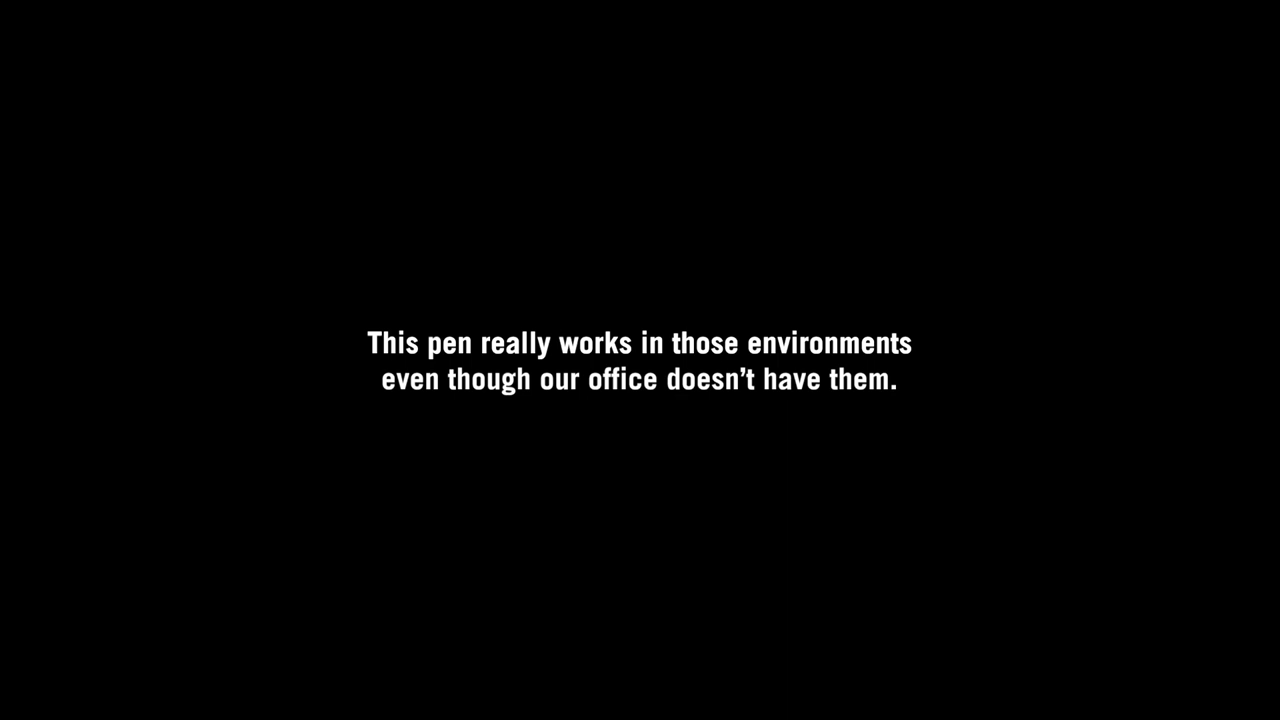 This pen really works in those environments
even though our office doesn’t have them.